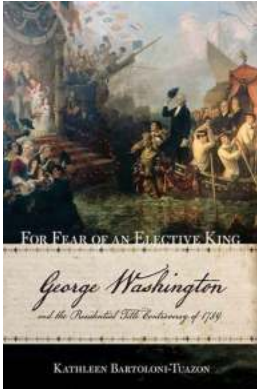 FOR FEAR OF AN ELECTIVE KING
George Washington
and the Presidential Title Controversy of 1789
KATHLEEN BARTOLONI-TUAZON